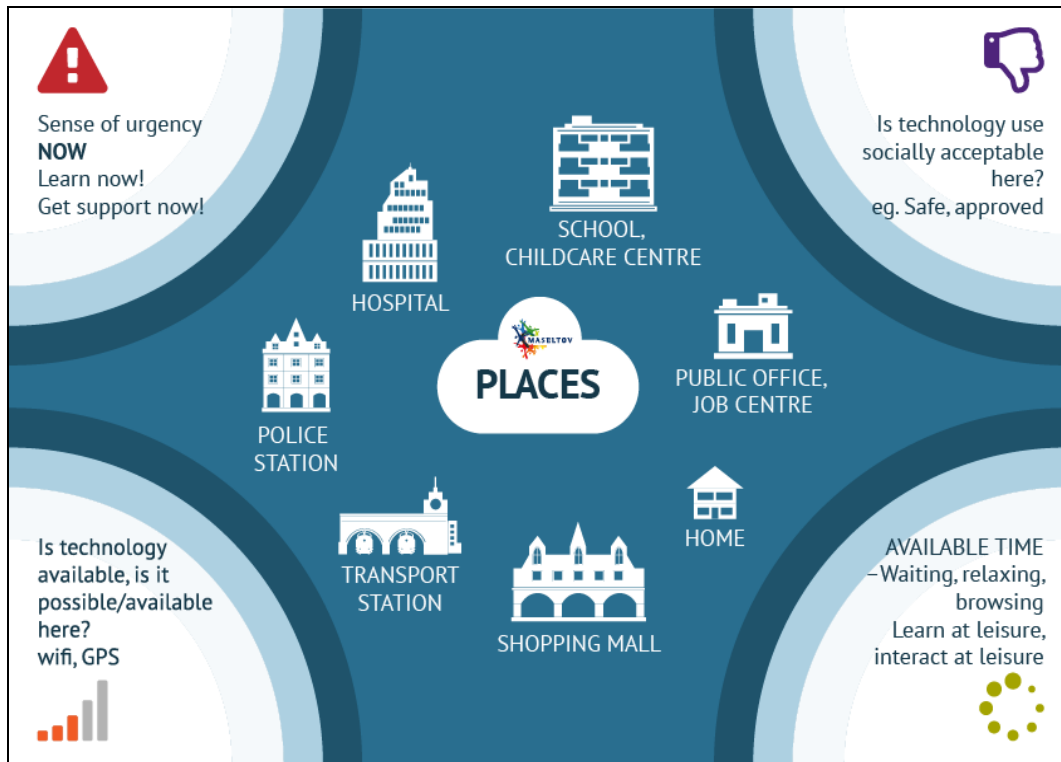 Sense of urgency
NOW
Learn now!
Get support now!
Is technology use
socially acceptable
here?
eg. Safe, approved
SCHOOL,
CHILDCARE CENTRE
HOSPITAL
MASELTOV
PLACES
PUBLIC OFFICE,
JOB CENTRE
POLICE
STATION
HOME
TRANSPORT
STATION
SHOPPING MALL
Is technology
available, is it
possible/available
here?
wifi, GPS
AVAILABLE TIME
–Waiting, relaxing,
browsing
Learn at leisure,
interact at leisure